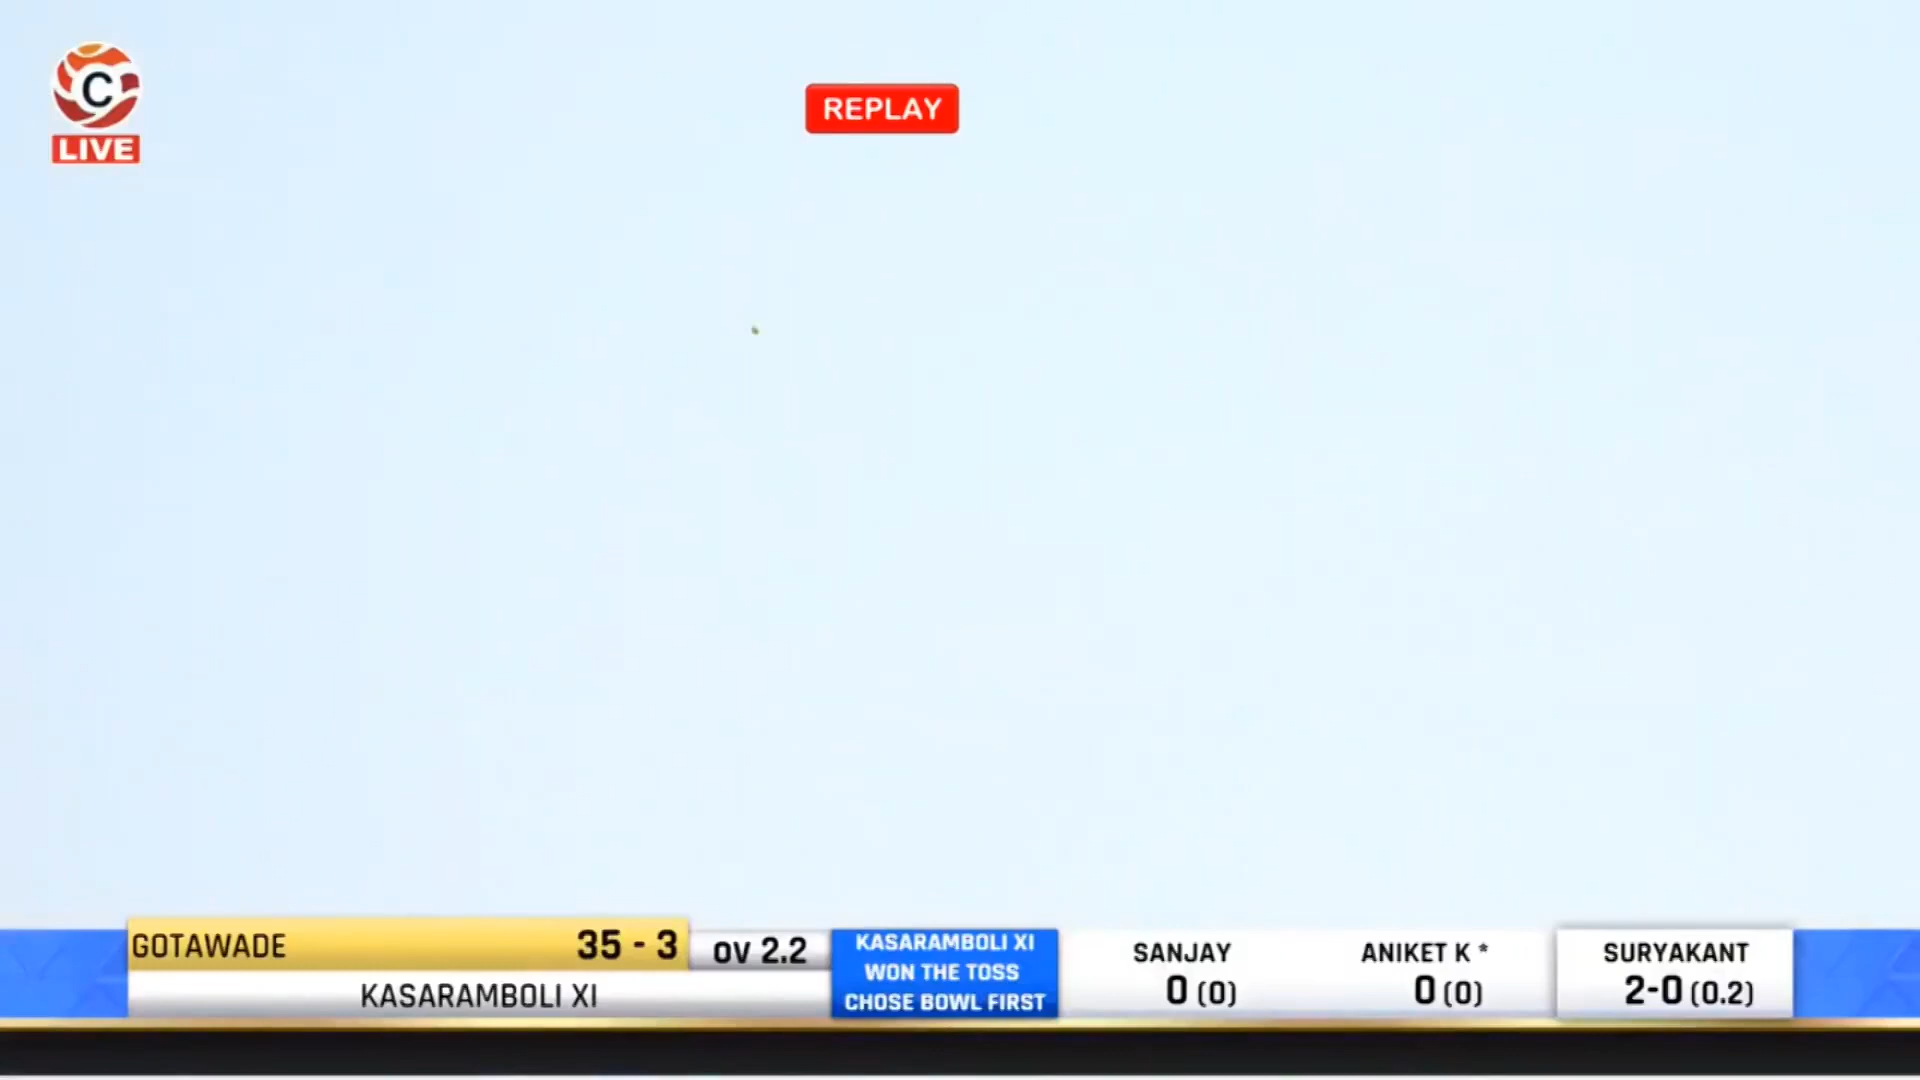 C
LIVE
REPLAY
GOTAWADE 35 - 3
OV 2.2
KASARAMBOLI XI
KASARAMBOLI XI
WON THE TOSS
CHOSE BOWL FIRST
SANJAY
0 (0)
ANIKET K *
0 (0)
SURYAKANT
2-0 (0.2)